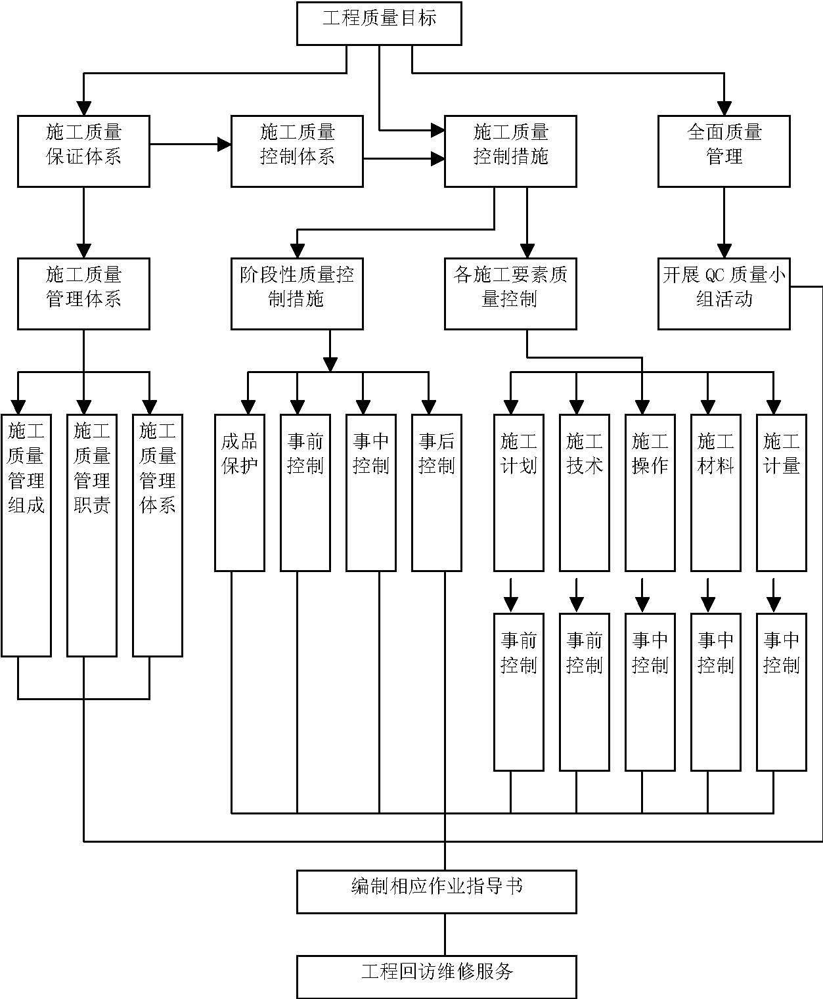 工程质量目标
施工质量
保证体系
施工质量
控制体系
施工质量
控制措施
全面质量
管理
施工质量
管理体系
阶段性质量控
制措施
各施工要素质
量控制
开展 QC 质量小
组活动
施工
质量
管理
组成
施工
质量
管理
职责
施工
质量
管理
体系
成品
保护
事前
控制
事中
控制
事后
控制
施工
计划
施工
技术
施工
操作
施工
材料
施工
计量
事前
控制
事前
控制
事中
控制
事中
控制
事中
控制
编制相应作业指导书
工程回访维修服务